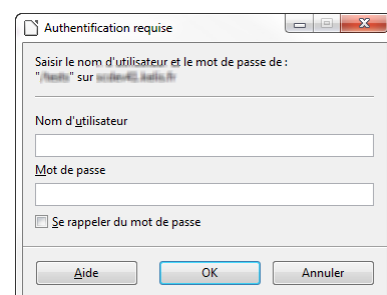 Authentification requise
Saisir le nom d'utilisateur et le mot de passe de :
" " sur
Nom d'utilisateur
Mot de passe
Se rappeler du mot de passe
Aide
OK
Annuler